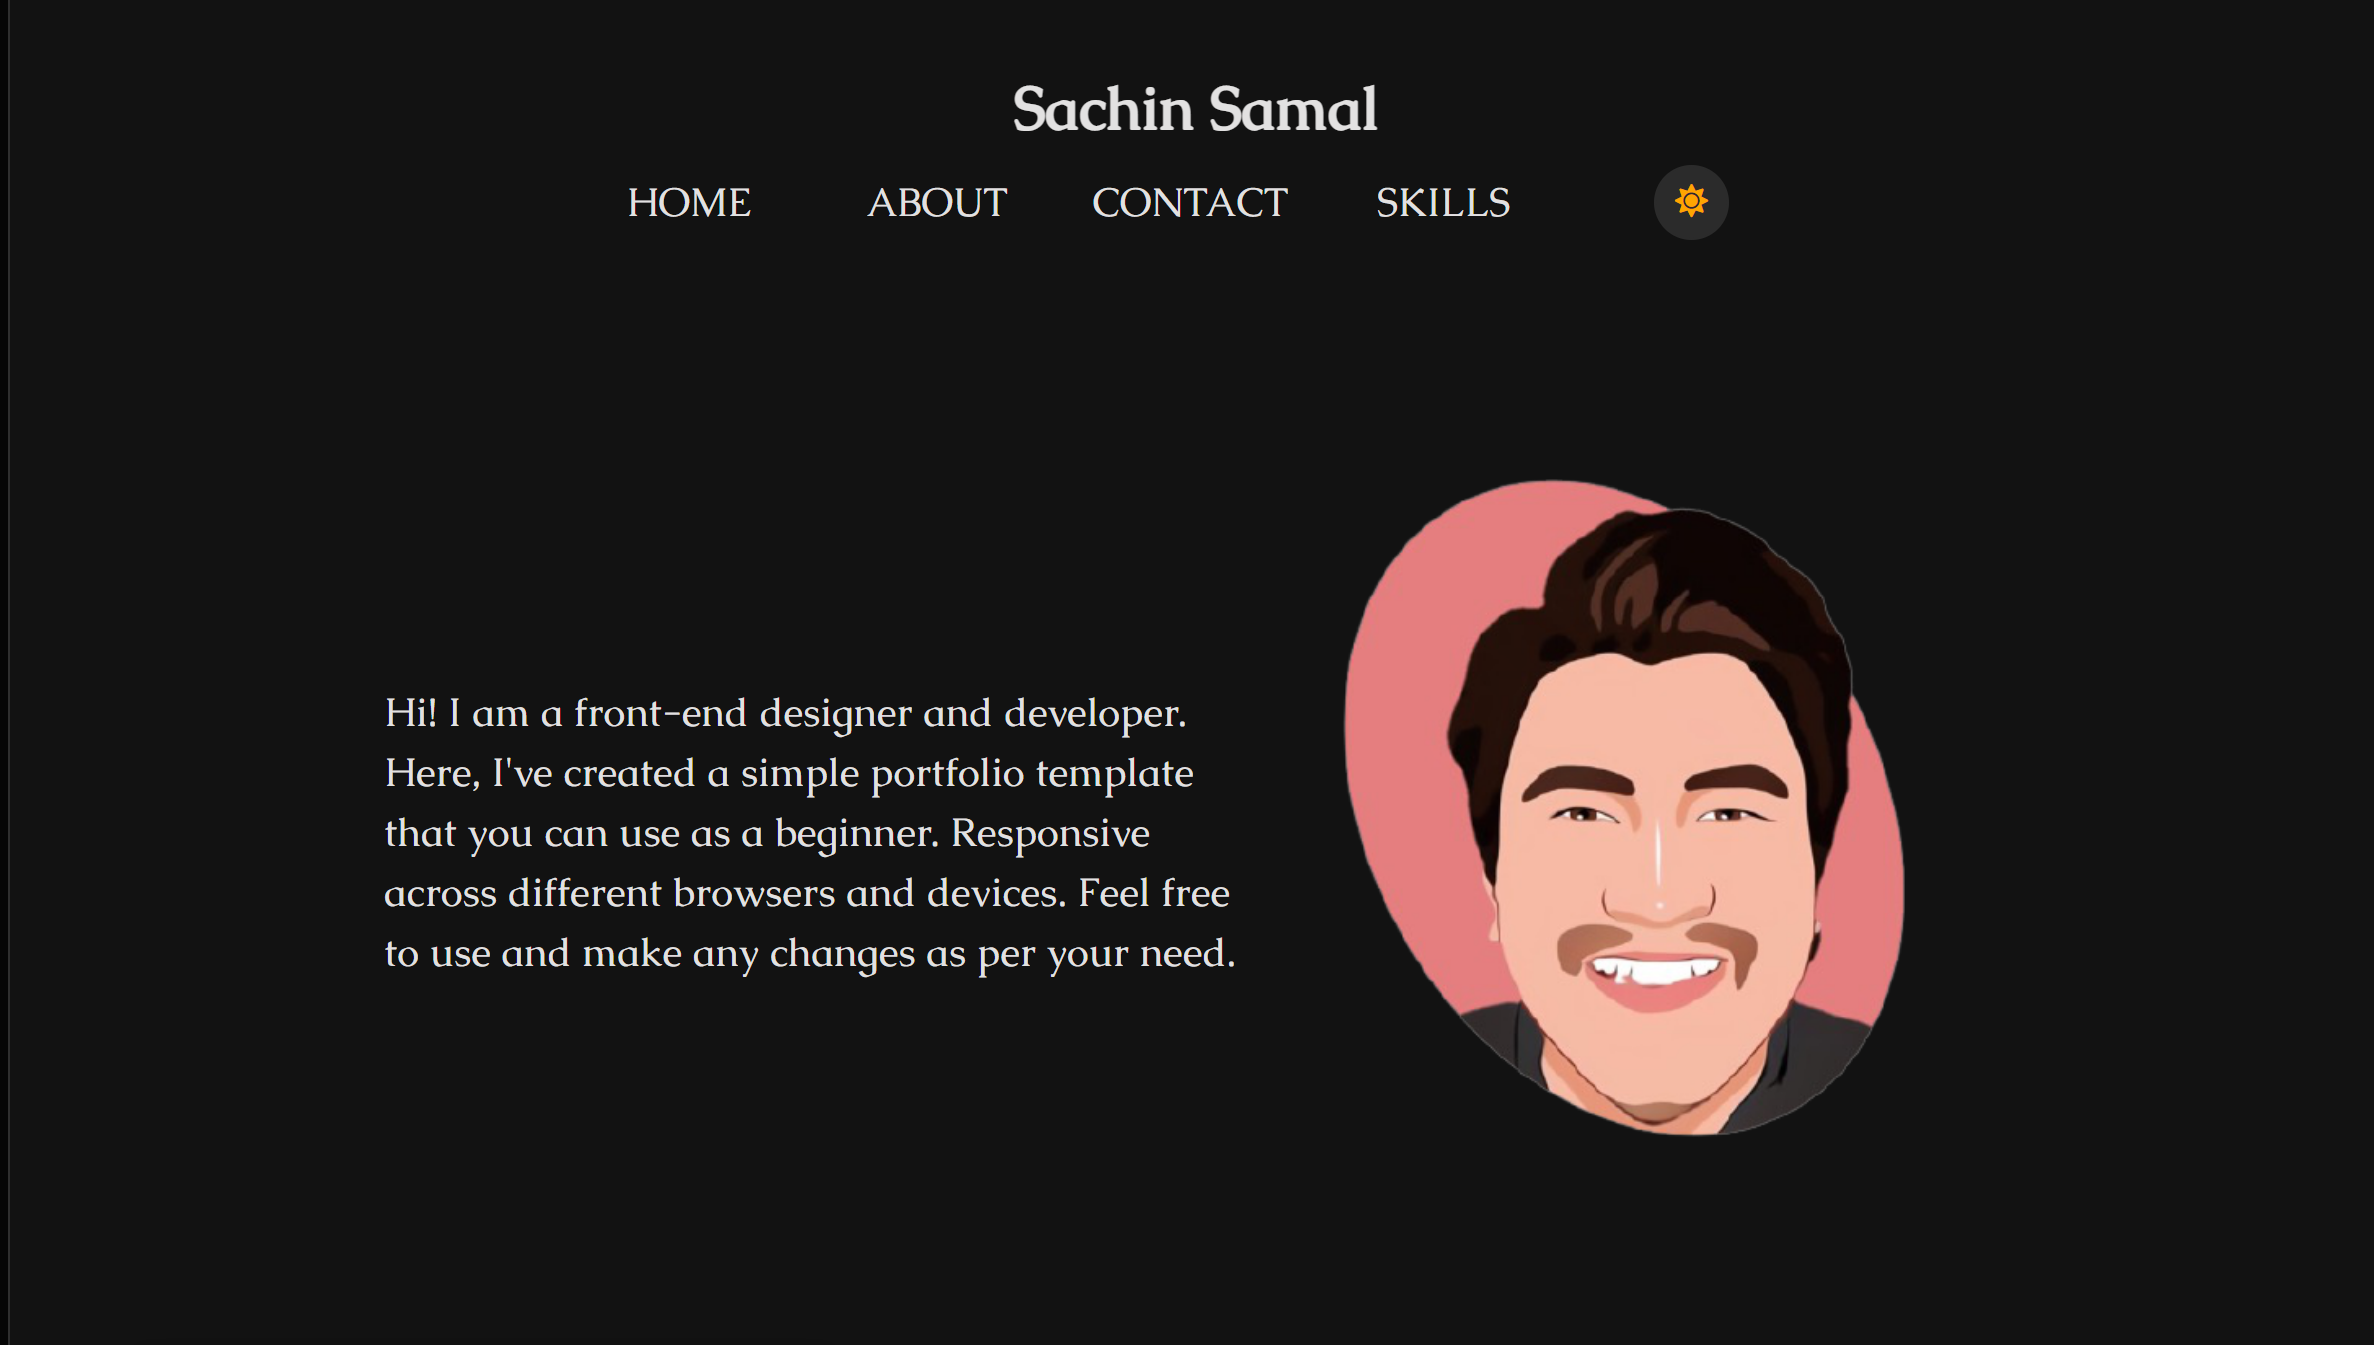 Sachin Samal
HOME ABOUT CONTACT SKILLS
Hi! I am a front-end designer and developer.
Here, I've created a simple portfolio template
that you can use as a beginner. Responsive
across different browsers and devices. Feel free
to use and make any changes as per your need.